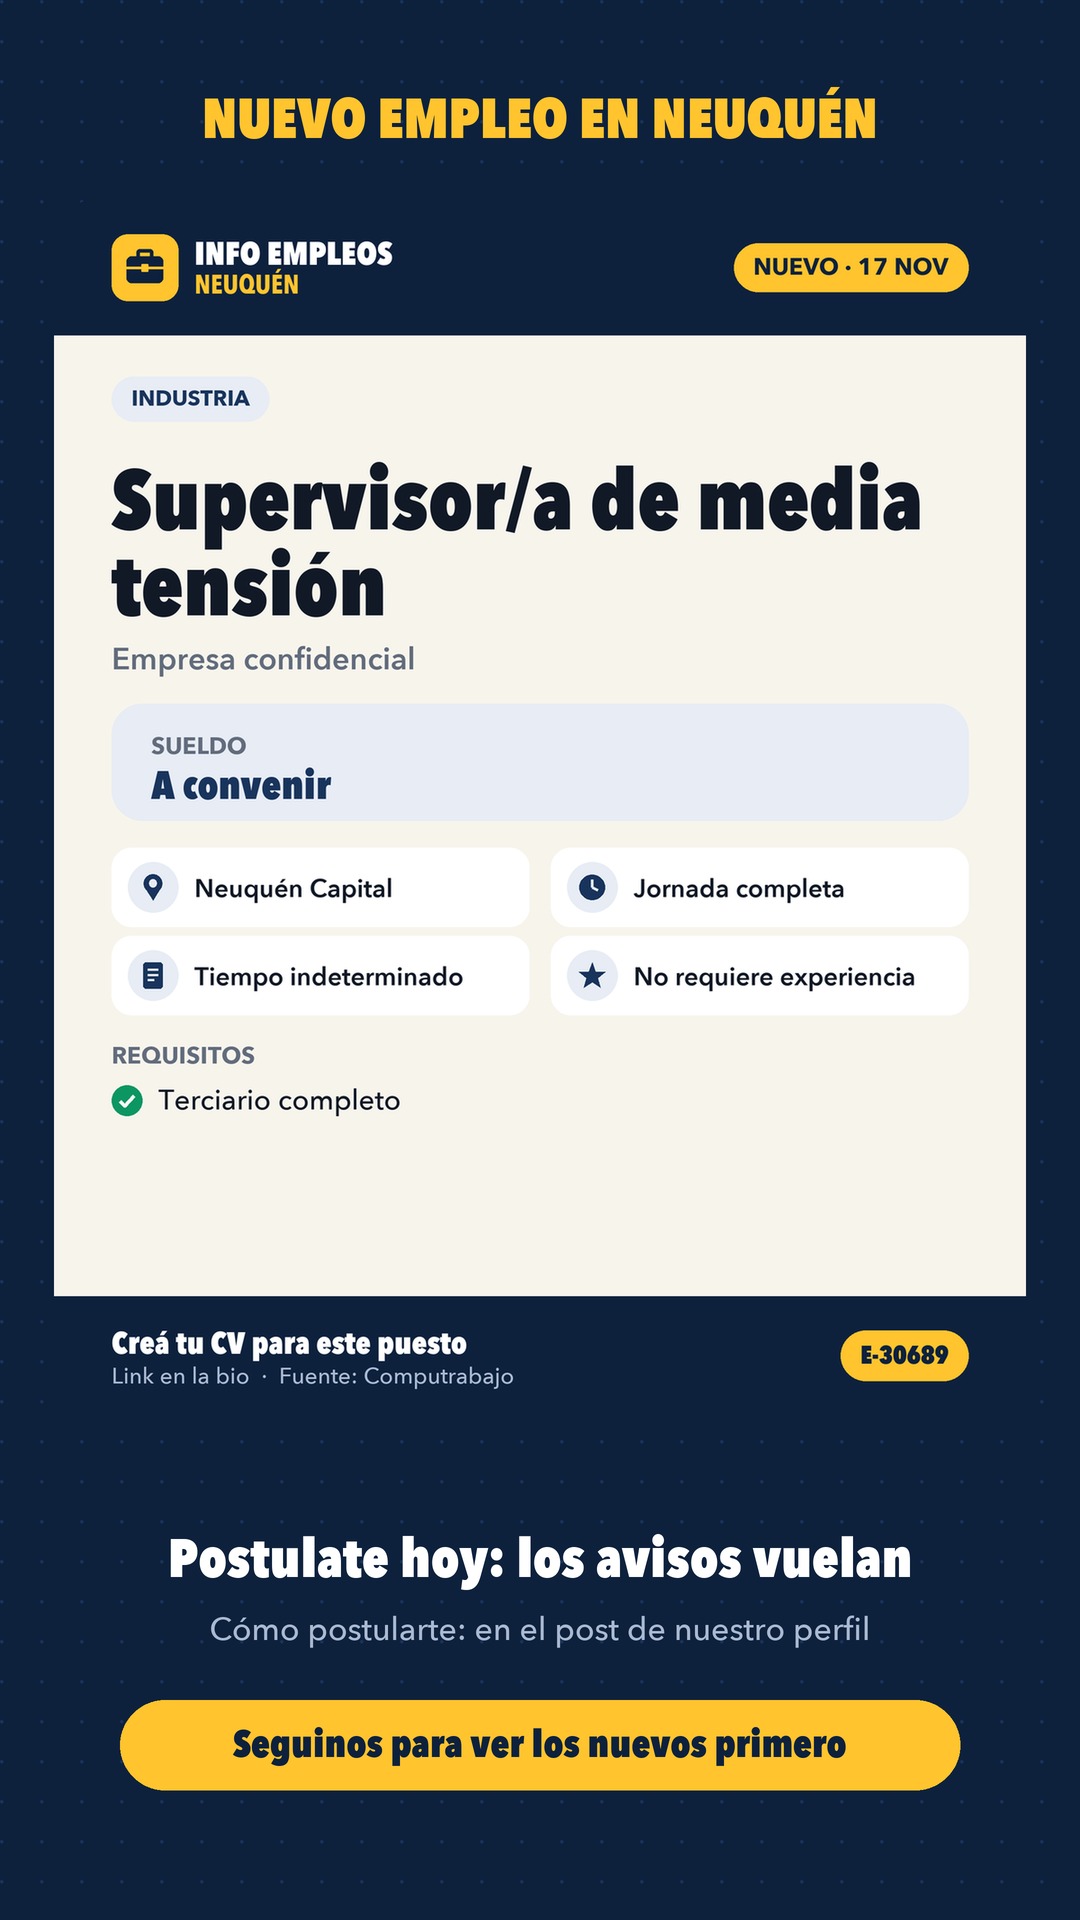 NUEVO EMPLEO EN NEUQUÉN
INFO EMPLEOS
NEUQUÉN
NUEVO · 17 NOV
INDUSTRIA
Supervisor/a de media
tensión
Empresa confidencial
SUELDO
A convenir
Neuquén Capital
Jornada completa
Tiempo indeterminado
No requiere experiencia
REQUISITOS
Terciario completo
Creá tu CV para este puesto
Link en la bio · Fuente: Computrabajo
E-30689
Postulate hoy: los avisos vuelan
Cómo postularte: en el post de nuestro perfil
Seguinos para ver los nuevos primero